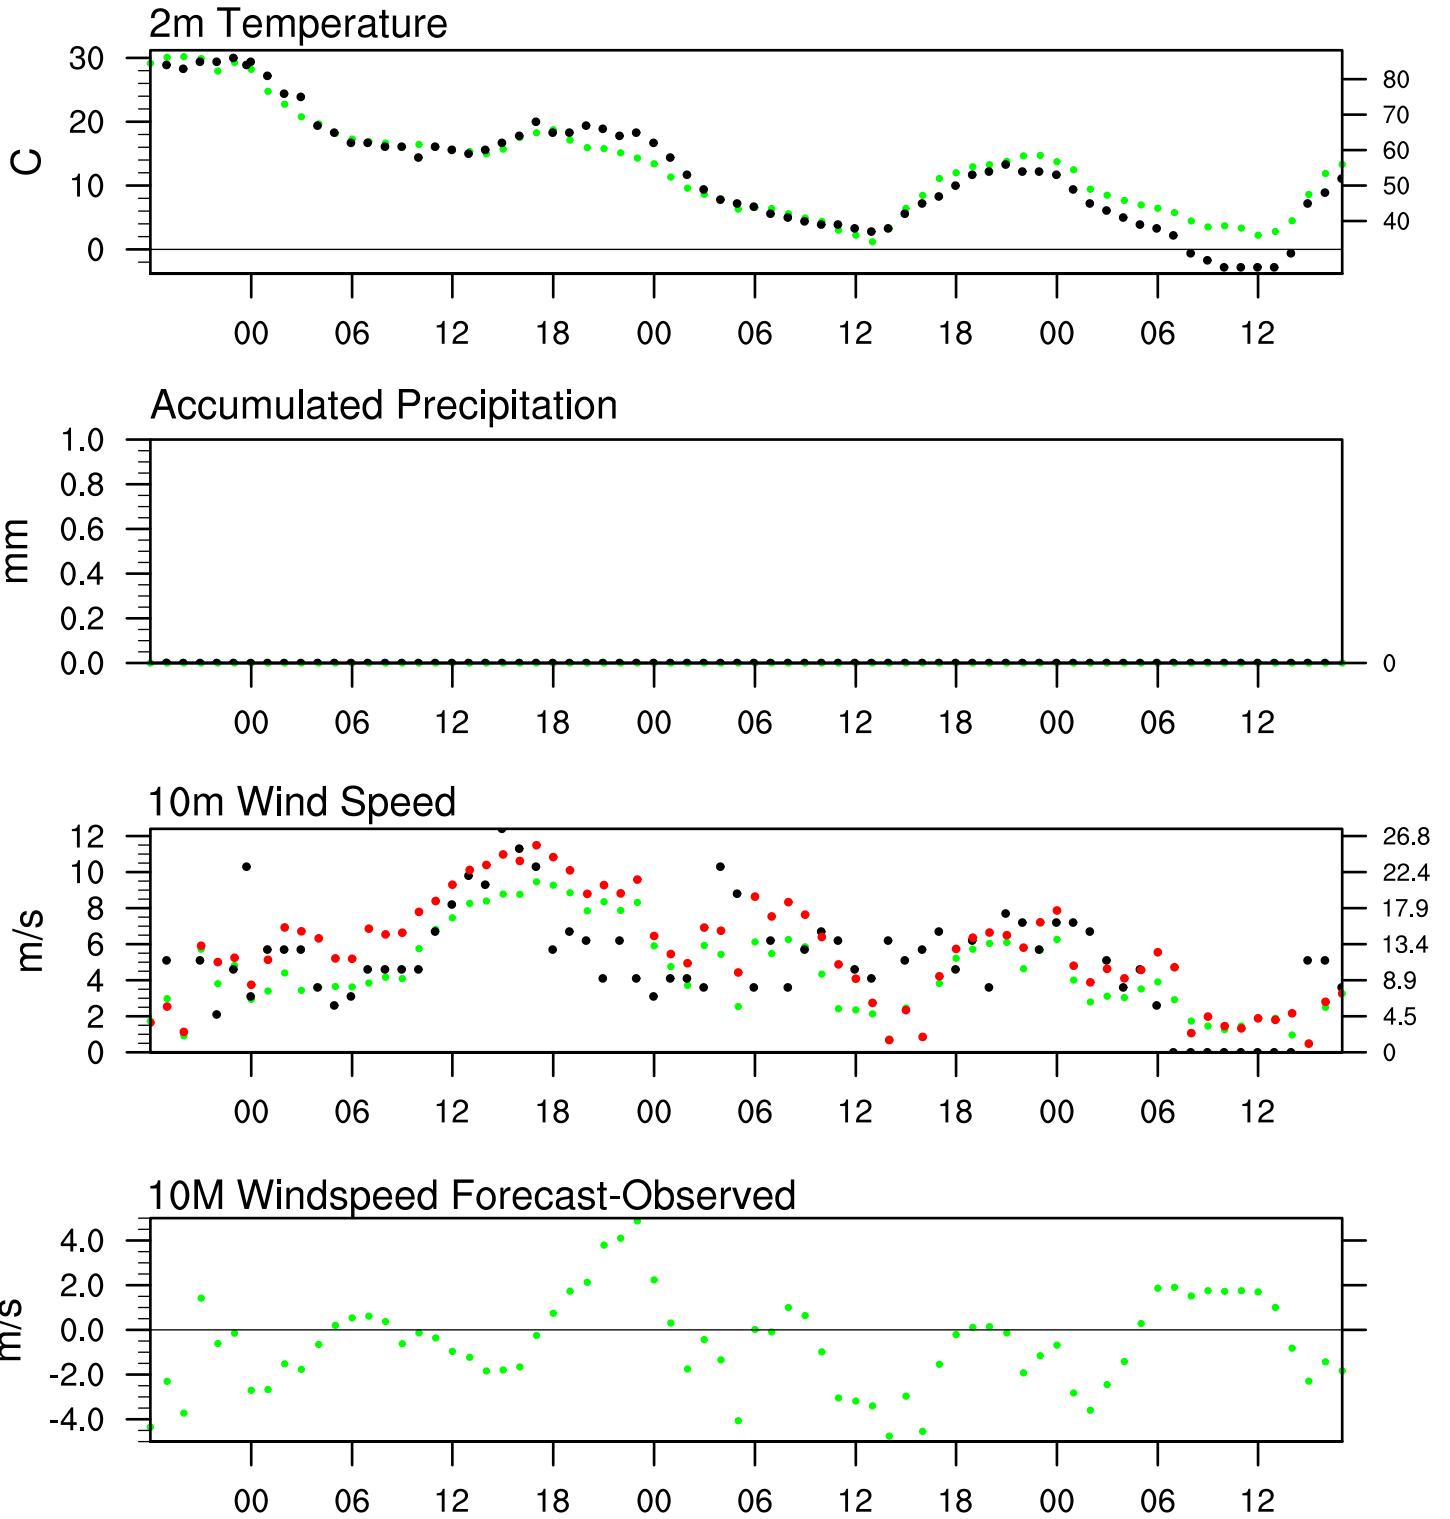 2m Temperature
30
20
10
0
C
80
70
60
50
40
00 06 12 18 00 06 12 18 00 06 12
Accumulated Precipitation
1.0
0.8
0.6
0.4
0.2
0.0
mm
0
00 06 12 18 00 06 12 18 00 06 12
10m Wind Speed
12
10
8
6
4
2
0
m/s
26.8
22.4
17.9
13.4
8.9
4.5
0
00 06 12 18 00 06 12 18 00 06 12
10M Windspeed Forecast-Observed
4.0
2.0
0.0
-2.0
-4.0
m/s
00 06 12 18 00 06 12 18 00 06 12